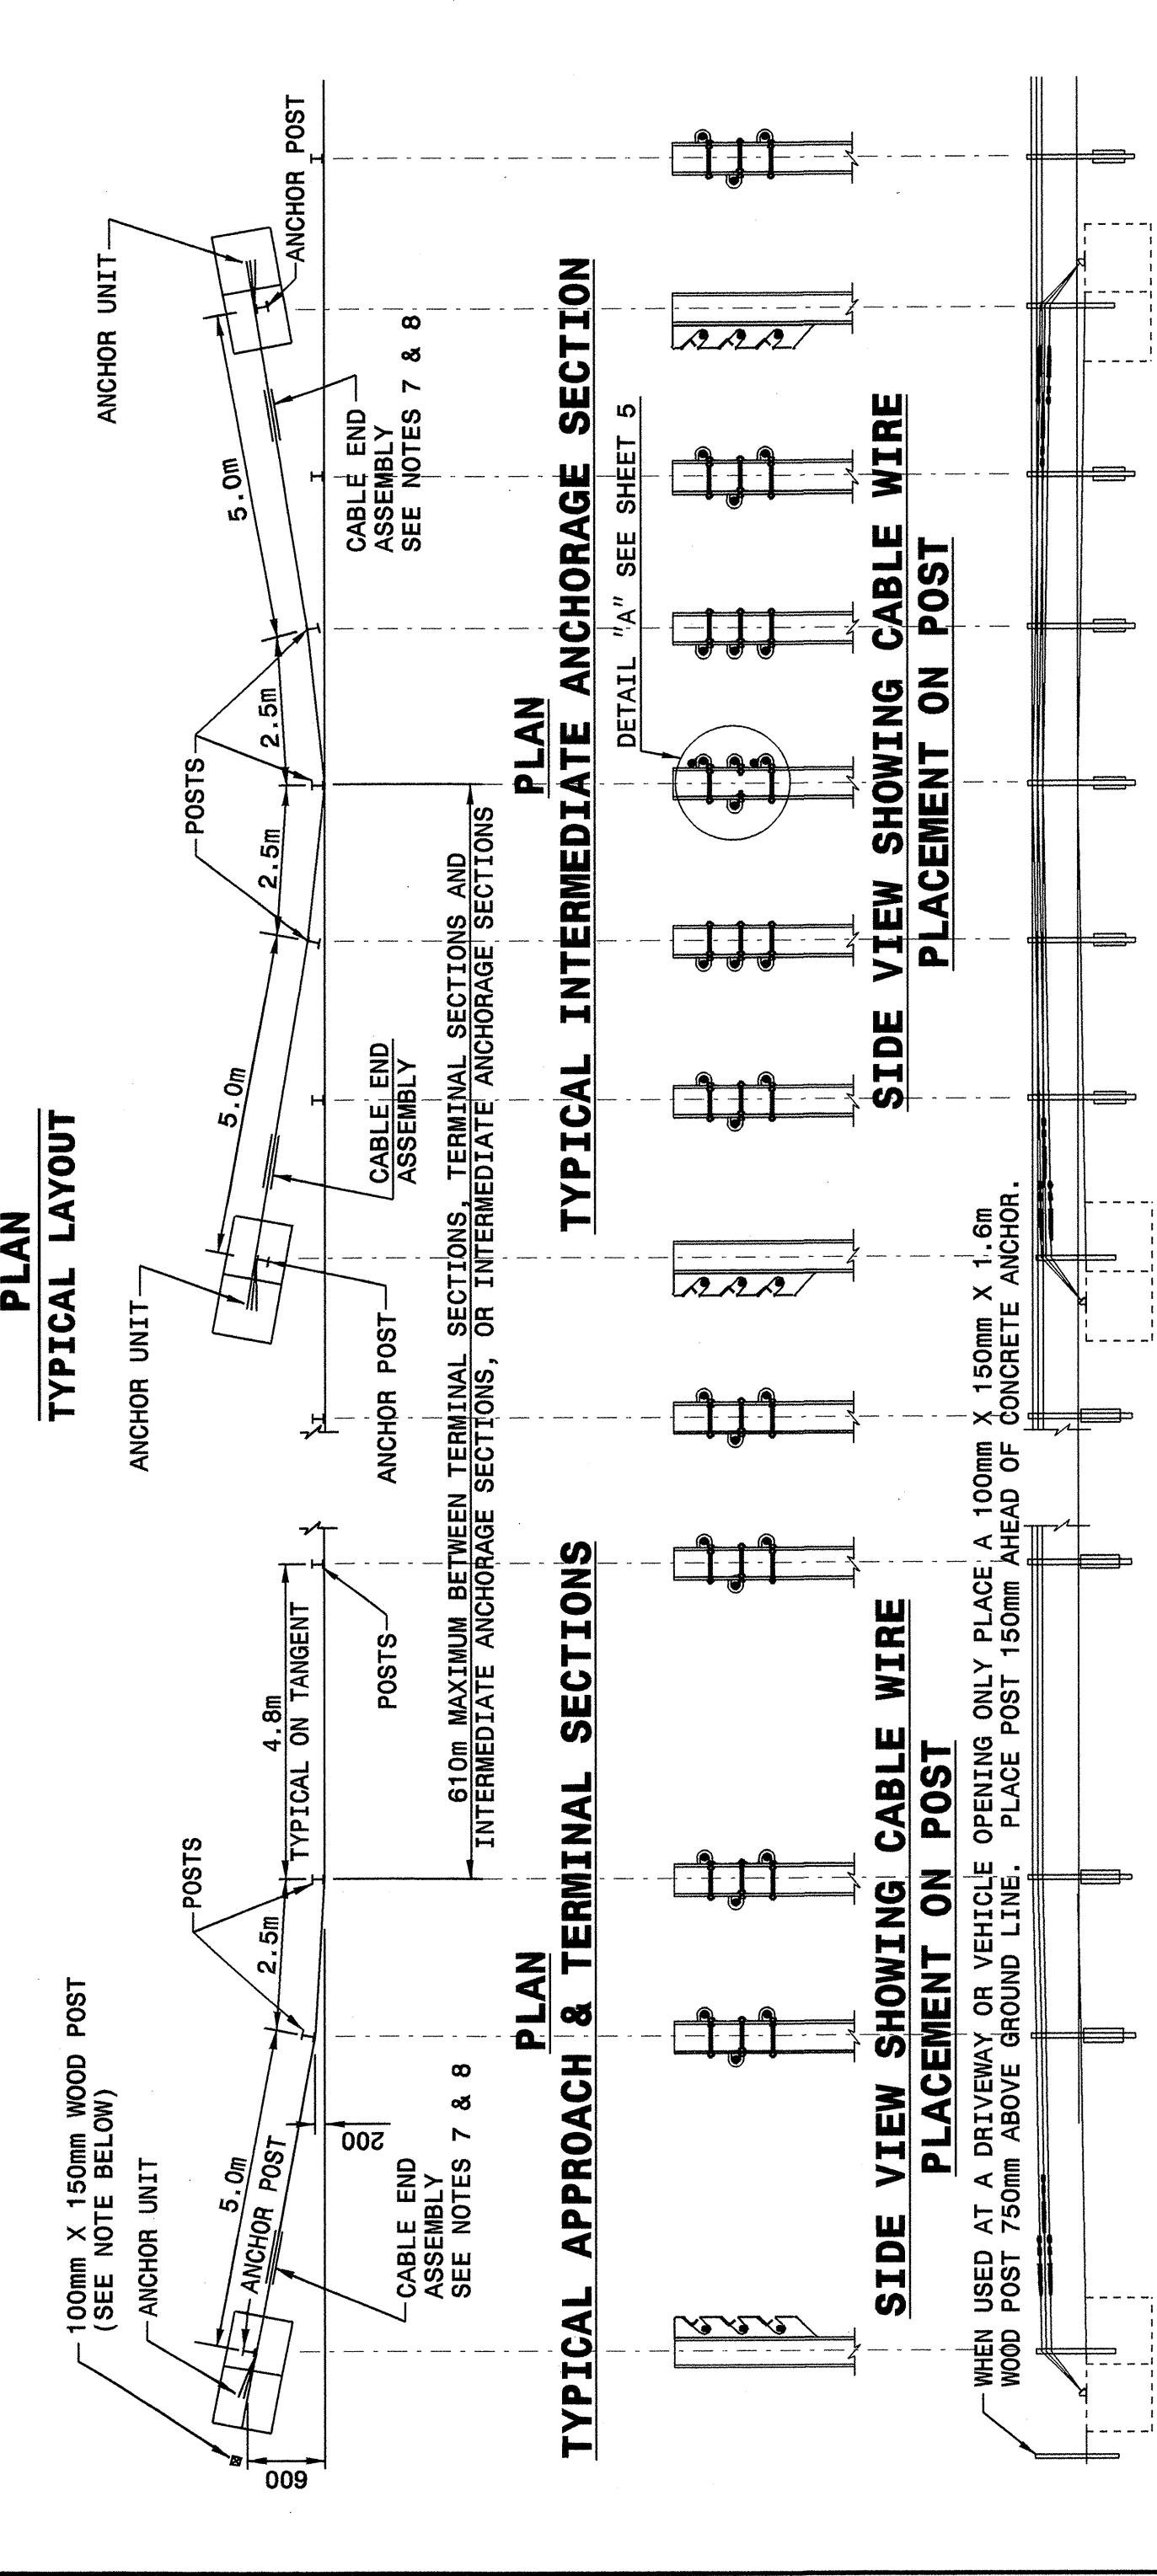 PLAN
TYPICAL LAYOUT
100mm X 150mm WOOD POST
(SEE NOTE BELOW)
ANCHOR UNIT
5.0m
ANCHOR POST
POSTS
2.5m
4.8m
TYPICAL ON TANGENT
POSTS
600
200
CABLE END
ASSEMBLY
SEE NOTES 7 & 8
ANCHOR UNIT
5.0m
ANCHOR POST
CABLE END
ASSEMBLY
POSTS
2.5m
2.5m
5.0m
ANCHOR UNIT
ANCHOR POST
CABLE END
ASSEMBLY
SEE NOTES 7 & 8
610m MAXIMUM BETWEEN TERMINAL SECTIONS, TERMINAL SECTIONS AND
INTERMEDIATE ANCHORAGE SECTIONS, OR INTERMEDIATE ANCHORAGE SECTIONS
PLAN
TYPICAL APPROACH & TERMINAL SECTIONS
PLAN
TYPICAL INTERMEDIATE ANCHORAGE SECTION
DETAIL "A" SEE SHEET 5
SIDE VIEW SHOWING CABLE WIRE
PLACEMENT ON POST
SIDE VIEW SHOWING CABLE WIRE
PLACEMENT ON POST
WHEN USED AT A DRIVEWAY OR VEHICLE OPENING ONLY PLACE A 100mm X 150mm X 1.6m
WOOD POST 750mm ABOVE GROUND LINE. PLACE POST 150mm AHEAD OF CONCRETE ANCHOR.